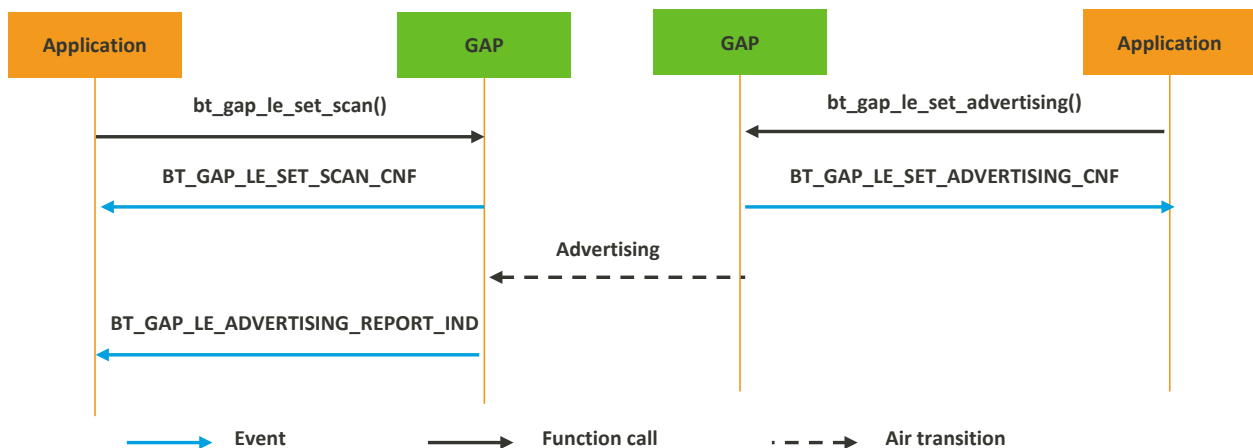 Application
GAP
GAP
Application
bt_gap_le_set_scan()
bt_gap_le_set_advertising()
BT_GAP_LE_SET_SCAN_CNF
BT_GAP_LE_SET_ADVERTISING_CNF
Advertising
BT_GAP_LE_ADVERTISING_REPORT_IND
Event
Function call
Air transition